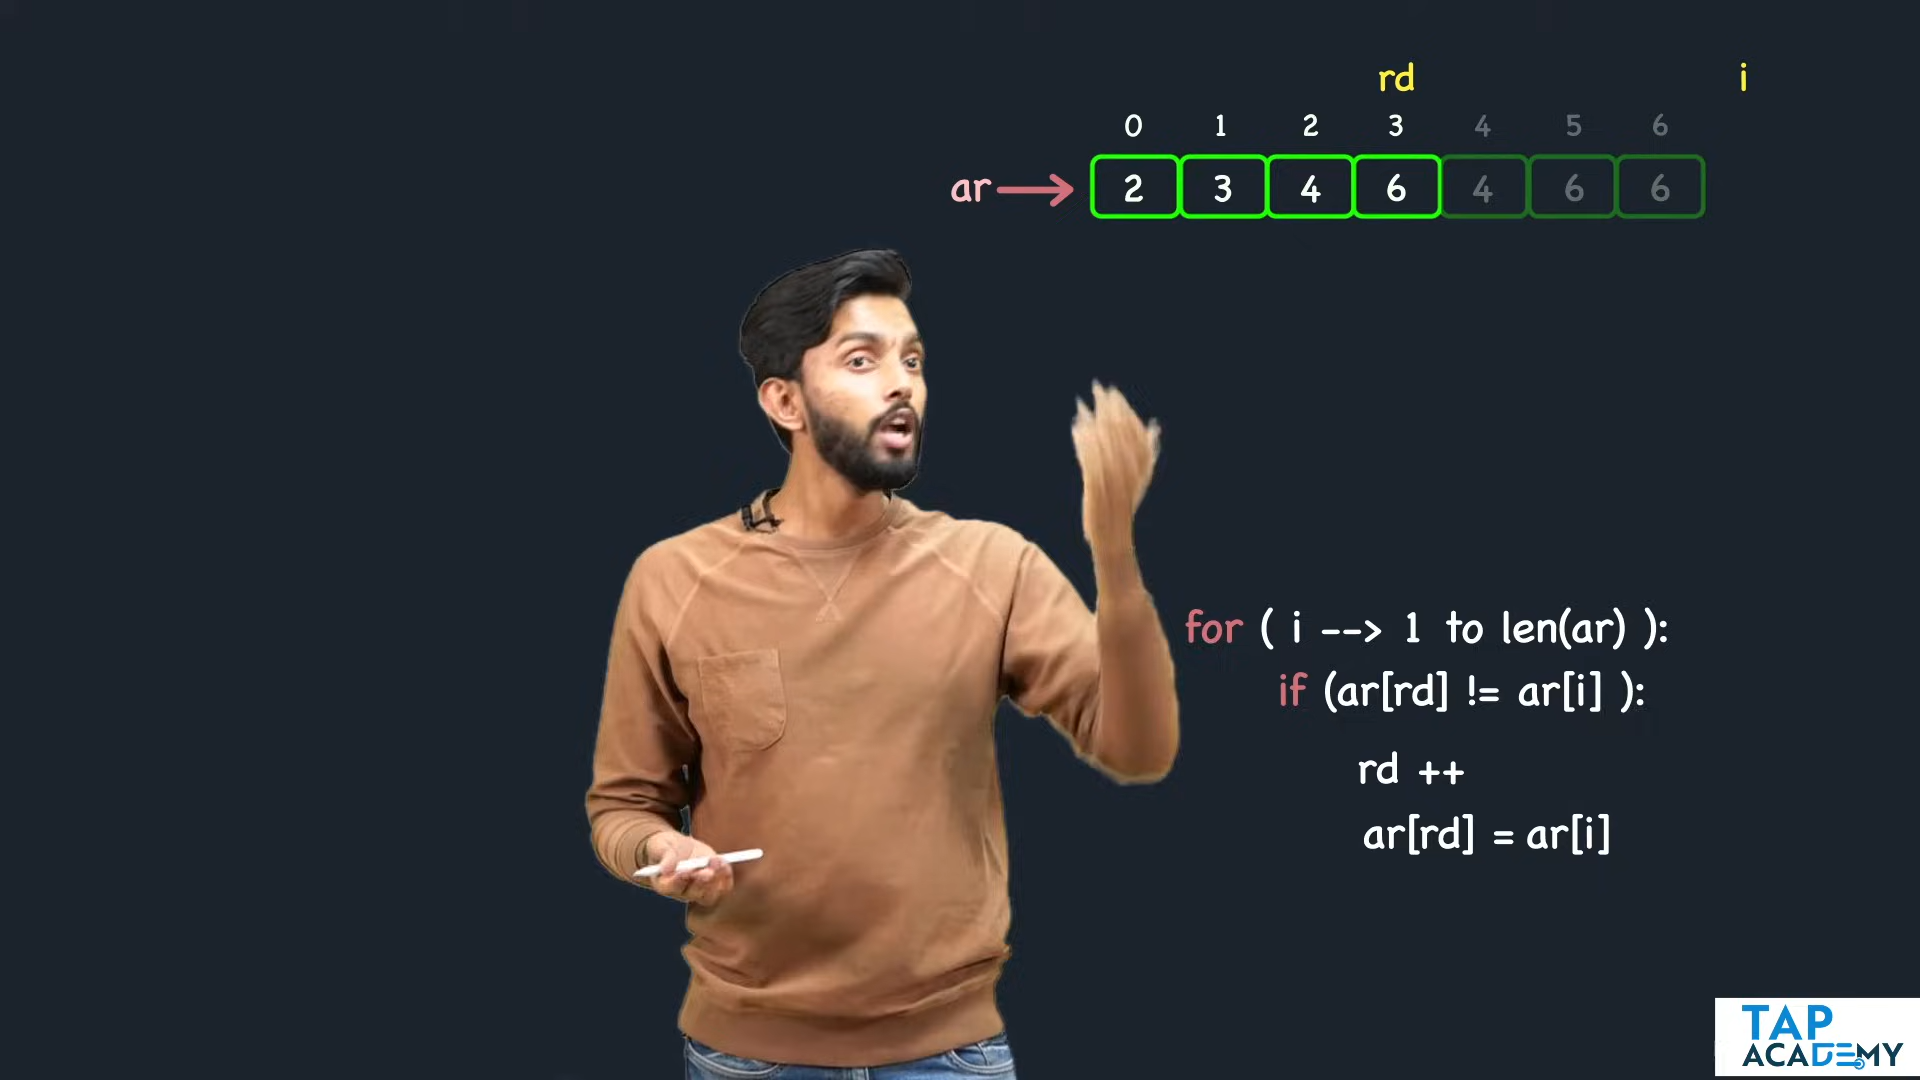 rd i
0 1 2 3 4 5 6
ar 2 3 4 6 4 6 6
for ( i --> 1 to len(ar) ):
if (ar[rd] != ar[i] ):
rd ++
ar[rd] = ar[i]
TAP
ACADEMY